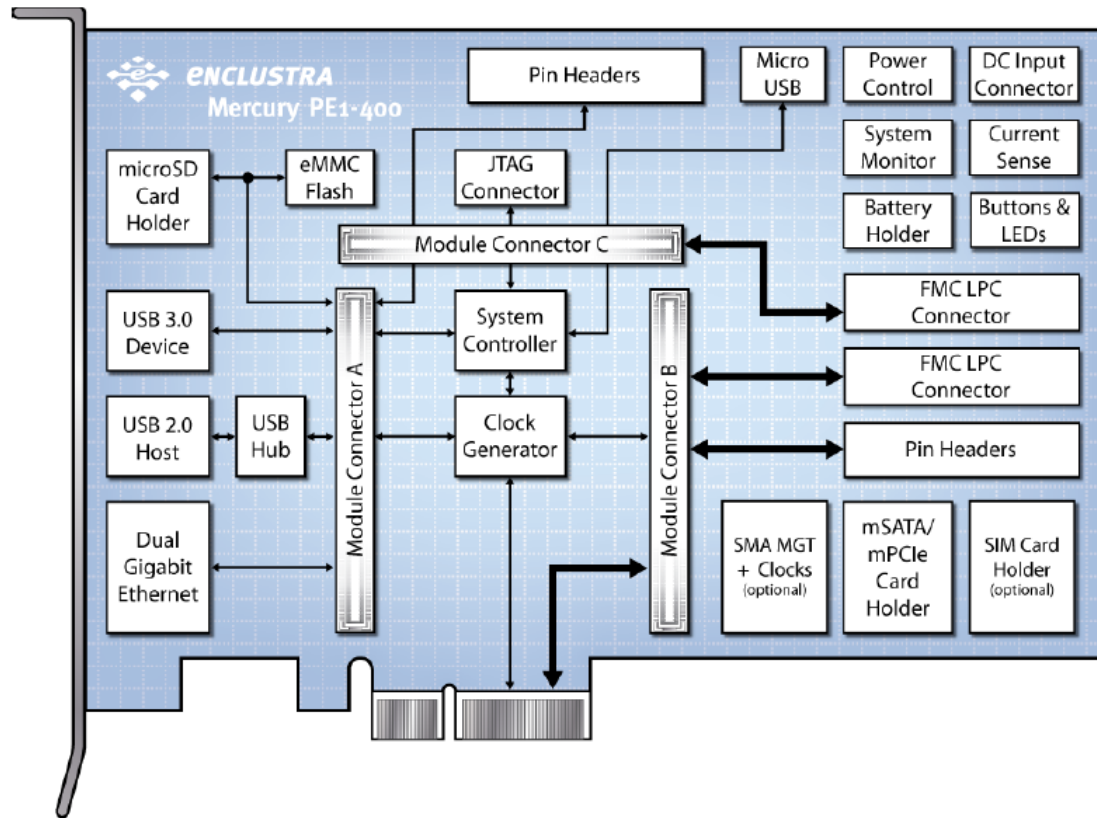 enclustra
Mercury PE1-400
Pin Headers
Micro
USB
Power
Control
DC Input
Connector
microSD
Card
Holder
eMMC
Flash
JTAG
Connector
System
Monitor
Current
Sense
Battery
Holder
Buttons &
LEDs
Module Connector C
USB 3.0
Device
Module Connector A
System
Controller
Module Connector B
FMC LPC
Connector
FMC LPC
Connector
USB 2.0
Host
USB
Hub
Clock
Generator
Pin Headers
Dual
Gigabit
Ethernet
SMA MGT
+ Clocks
(optional)
mSATA/
mPCIe
Card
Holder
SIM Card
Holder
(optional)